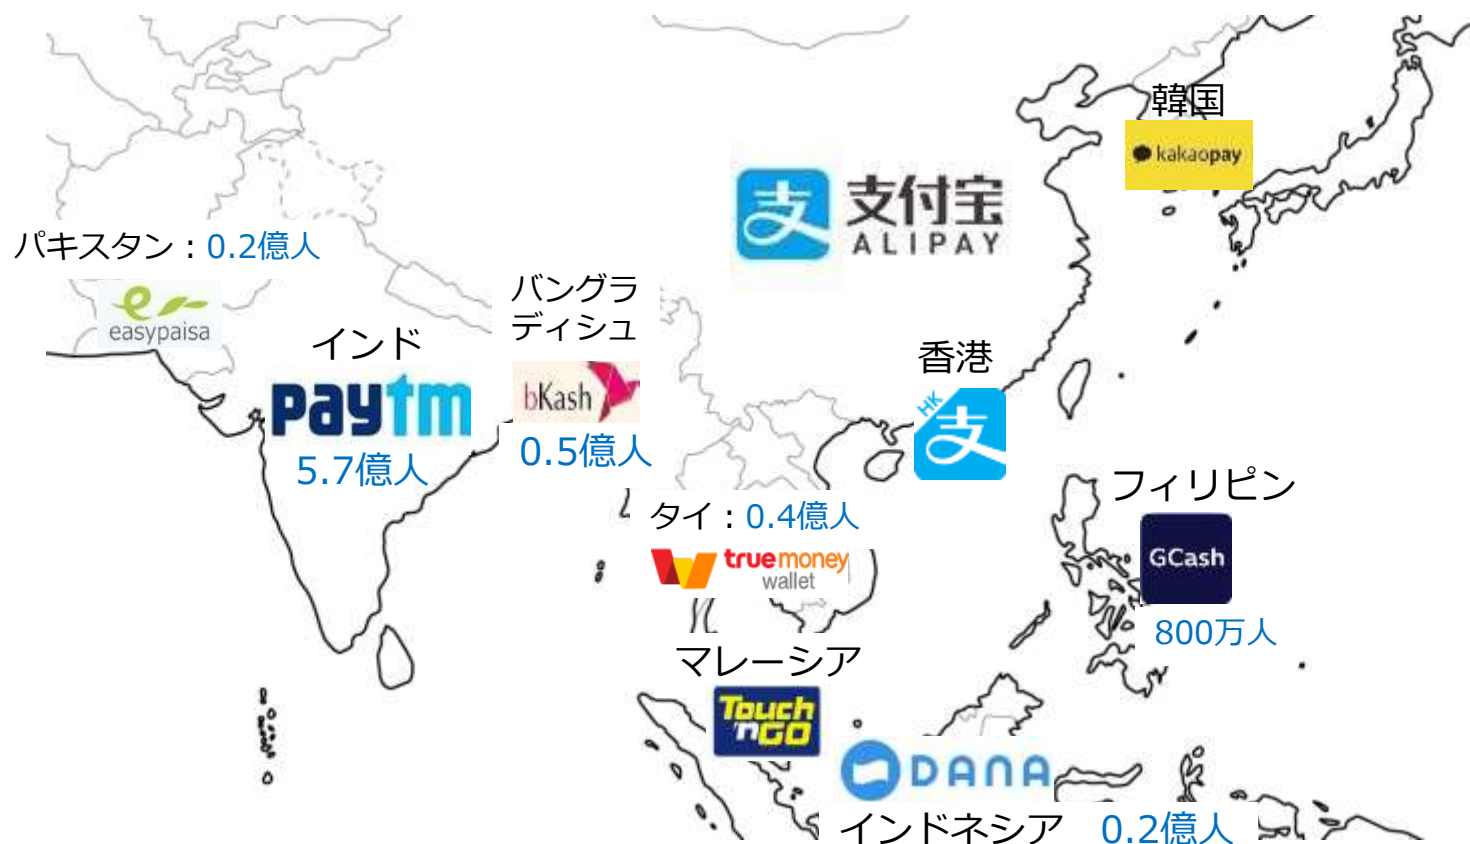 韓国
kakaopay
支 支付宝
ALIPAY
パキスタン：0.2億人
easypaisa
インド
paytm
5.7億人
バングラ
ディシュ
bKash
0.5億人
香港
HK
支
タイ：0.4億人
truemoney
wallet
フィリピン
GCash
800万人
マレーシア
Touch
'nGO
DANA
インドネシア 0.2億人